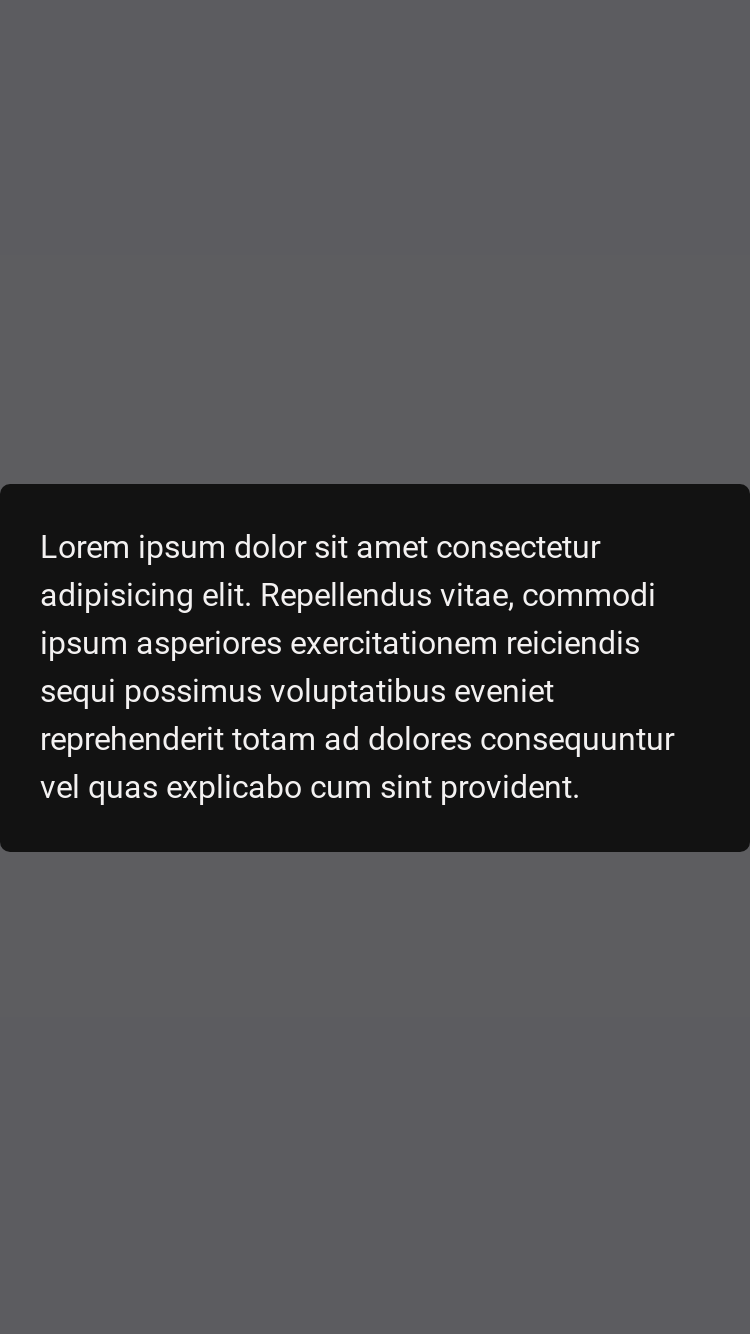 Lorem ipsum dolor sit amet consectetur
adipisicing elit. Repellendus vitae, commodi
ipsum asperiores exercitationem reiciendis
sequi possimus voluptatibus eveniet
reprehenderit totam ad dolores consequuntur
vel quas explicabo cum sint provident.